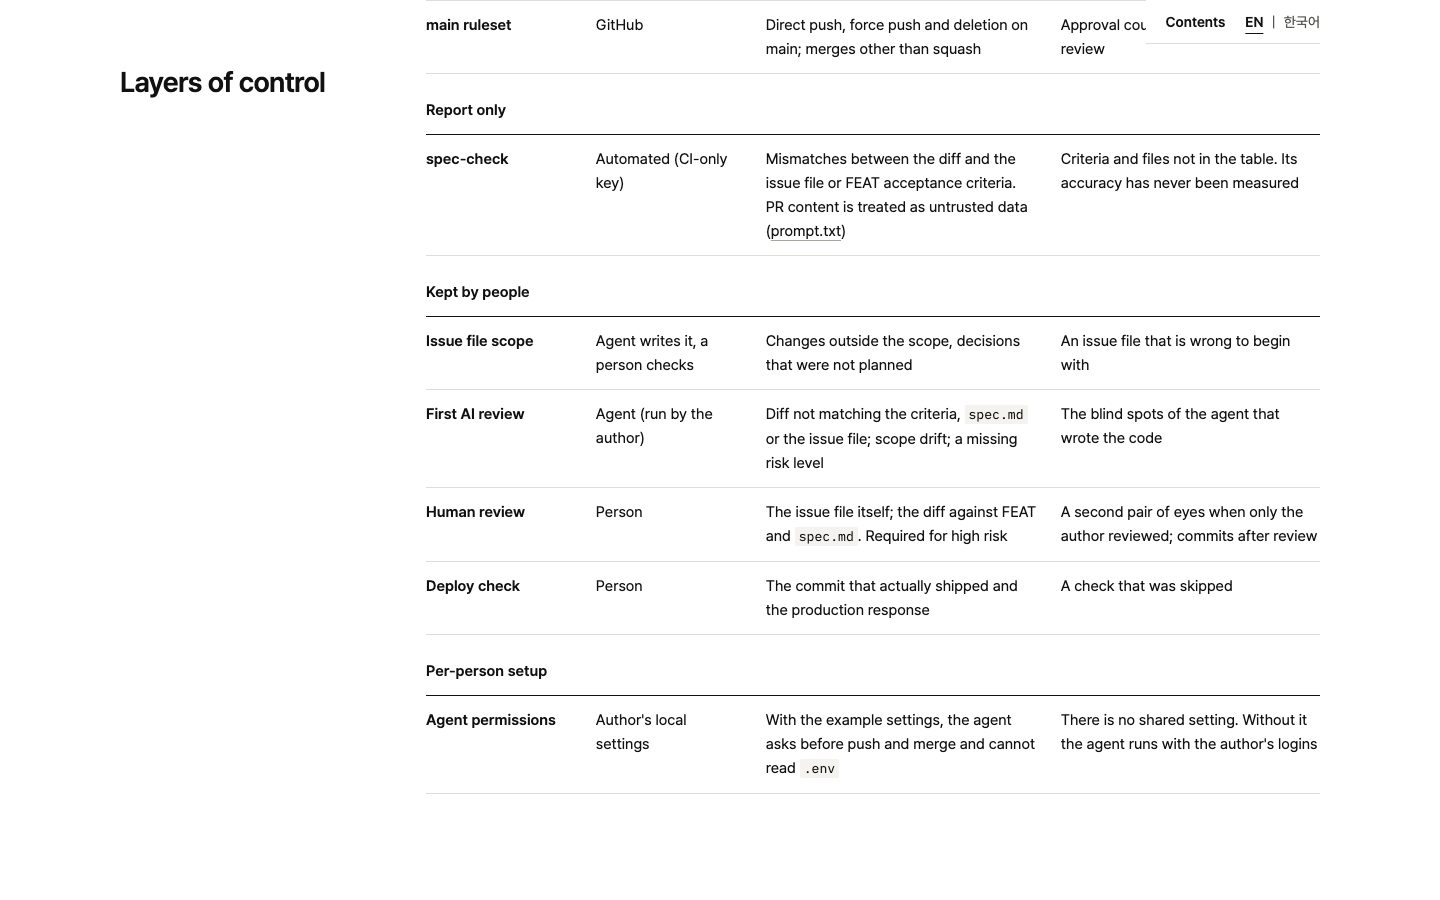 Contents EN | 한국어
main ruleset
GitHub
Direct push, force push and deletion on
main; merges other than squash
Approval cou
review
Layers of control
Report only
spec-check
Automated (CI-only
key)
Mismatches between the diff and the
issue file or FEAT acceptance criteria.
PR content is treated as untrusted data
(prompt.txt)
Criteria and files not in the table. Its
accuracy has never been measured
Kept by people
Issue file scope
Agent writes it, a
person checks
Changes outside the scope, decisions
that were not planned
An issue file that is wrong to begin
with
First AI review
Agent (run by the
author)
Diff not matching the criteria, spec.md
or the issue file; scope drift; a missing
risk level
The blind spots of the agent that
wrote the code
Human review
Person
The issue file itself; the diff against FEAT
and spec.md. Required for high risk
A second pair of eyes when only the
author reviewed; commits after review
Deploy check
Person
The commit that actually shipped and
the production response
A check that was skipped
Per-person setup
Agent permissions
Author's local
settings
With the example settings, the agent
asks before push and merge and cannot
read .env
There is no shared setting. Without it
the agent runs with the author's logins